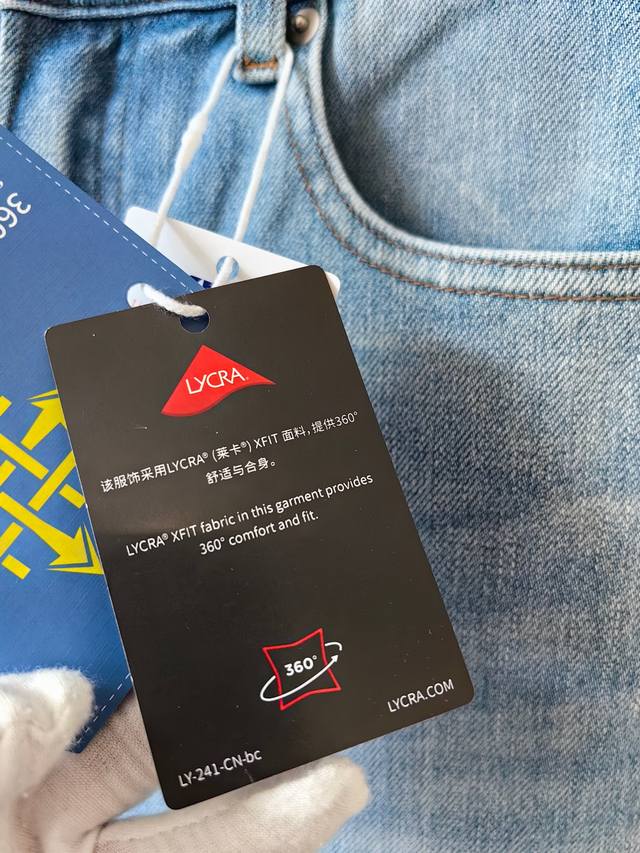 LYCRA®
该服饰采用LYCRA® (莱卡®) XFIT 面料,提供360°
舒适与合身。
LYCRA® XFIT fabric in this garment provides
360° comfort and fit.
360°
LYCRA.COM
LY-241-CN-bc
360